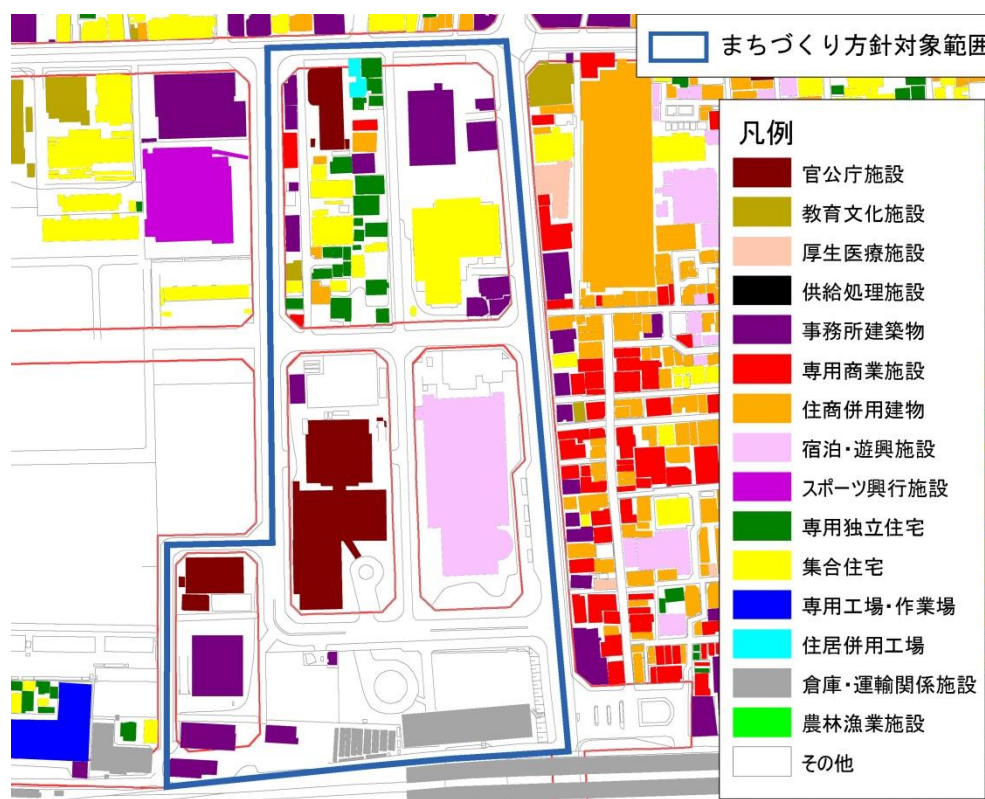 まちづくり方針対象範囲
凡例
官公庁施設
教育文化施設
厚生医療施設
供給処理施設
事務所建築物
専用商業施設
住商併用建物
宿泊・遊興施設
スポーツ興行施設
専用独立住宅
集合住宅
専用工場・作業場
住居併用工場
倉庫・運輸関係施設
農林漁業施設
その他